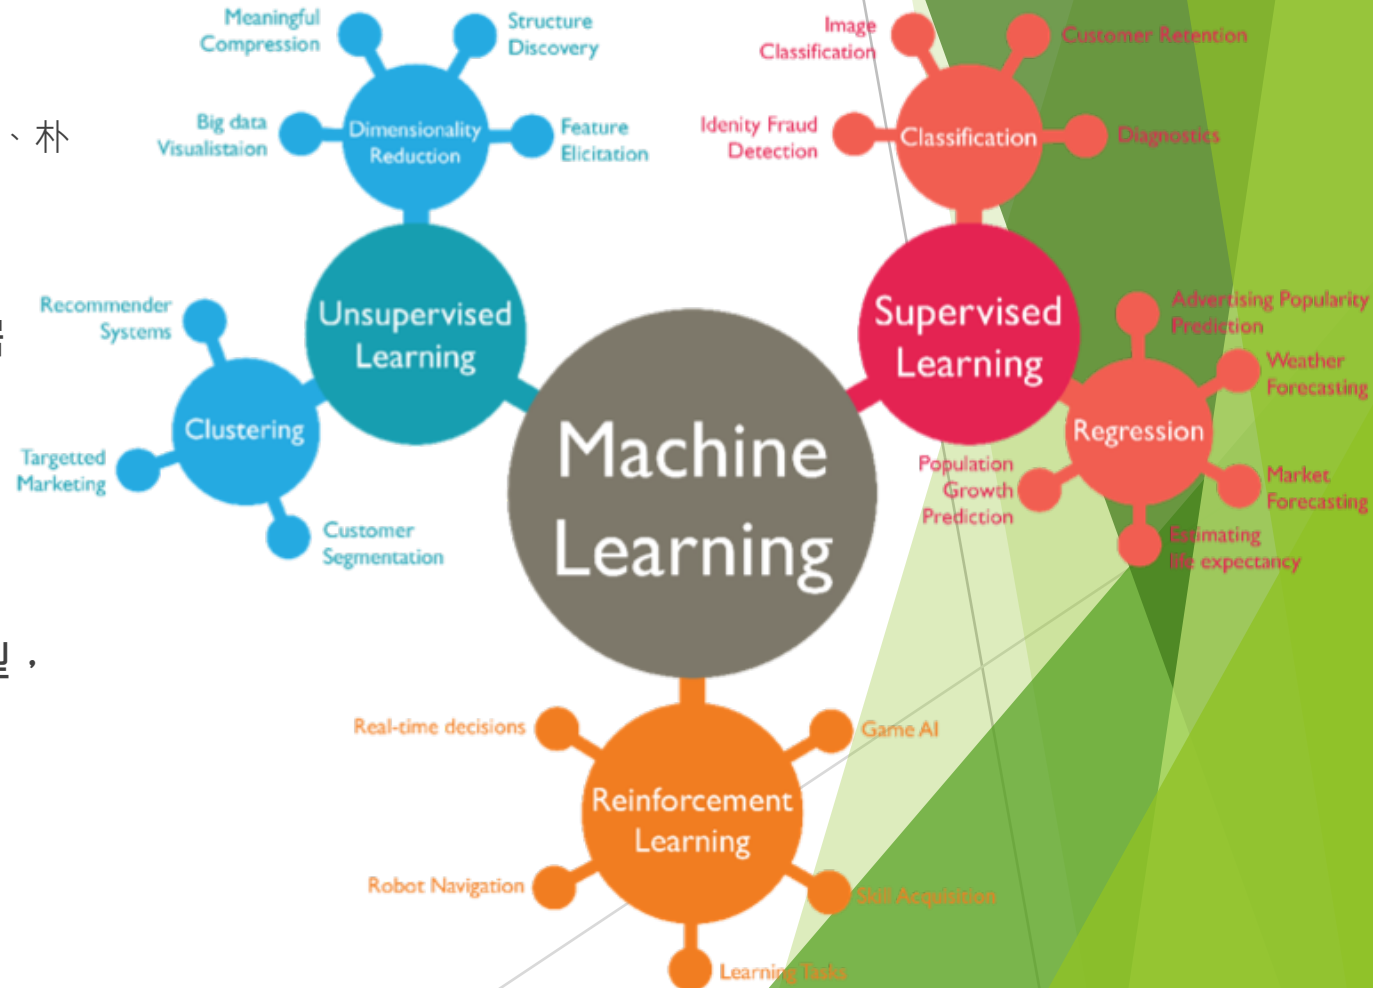 Meaningful
Compression
Structure
Discovery
Big data
Visualistaion
Dimensionality
Reduction
Feature
Elicitation
Image
Classification
Customer Retention
Idenity Fraud
Detection
Classification
Diagnostics
、朴
Unsupervised
Learning
Supervised
Learning
Recommender
Systems
Clustering
Targetted
Marketing
Customer
Segmentation
Machine
Learning
Advertising Popularity
Prediction
Weather
Forecasting
Regression
Population
Growth
Prediction
Market
Forecasting
Estimating
life expectancy
，
Real-time decisions
Game AI
Reinforcement
Learning
Robot Navigation
Skill Acquisition
Learning Tasks